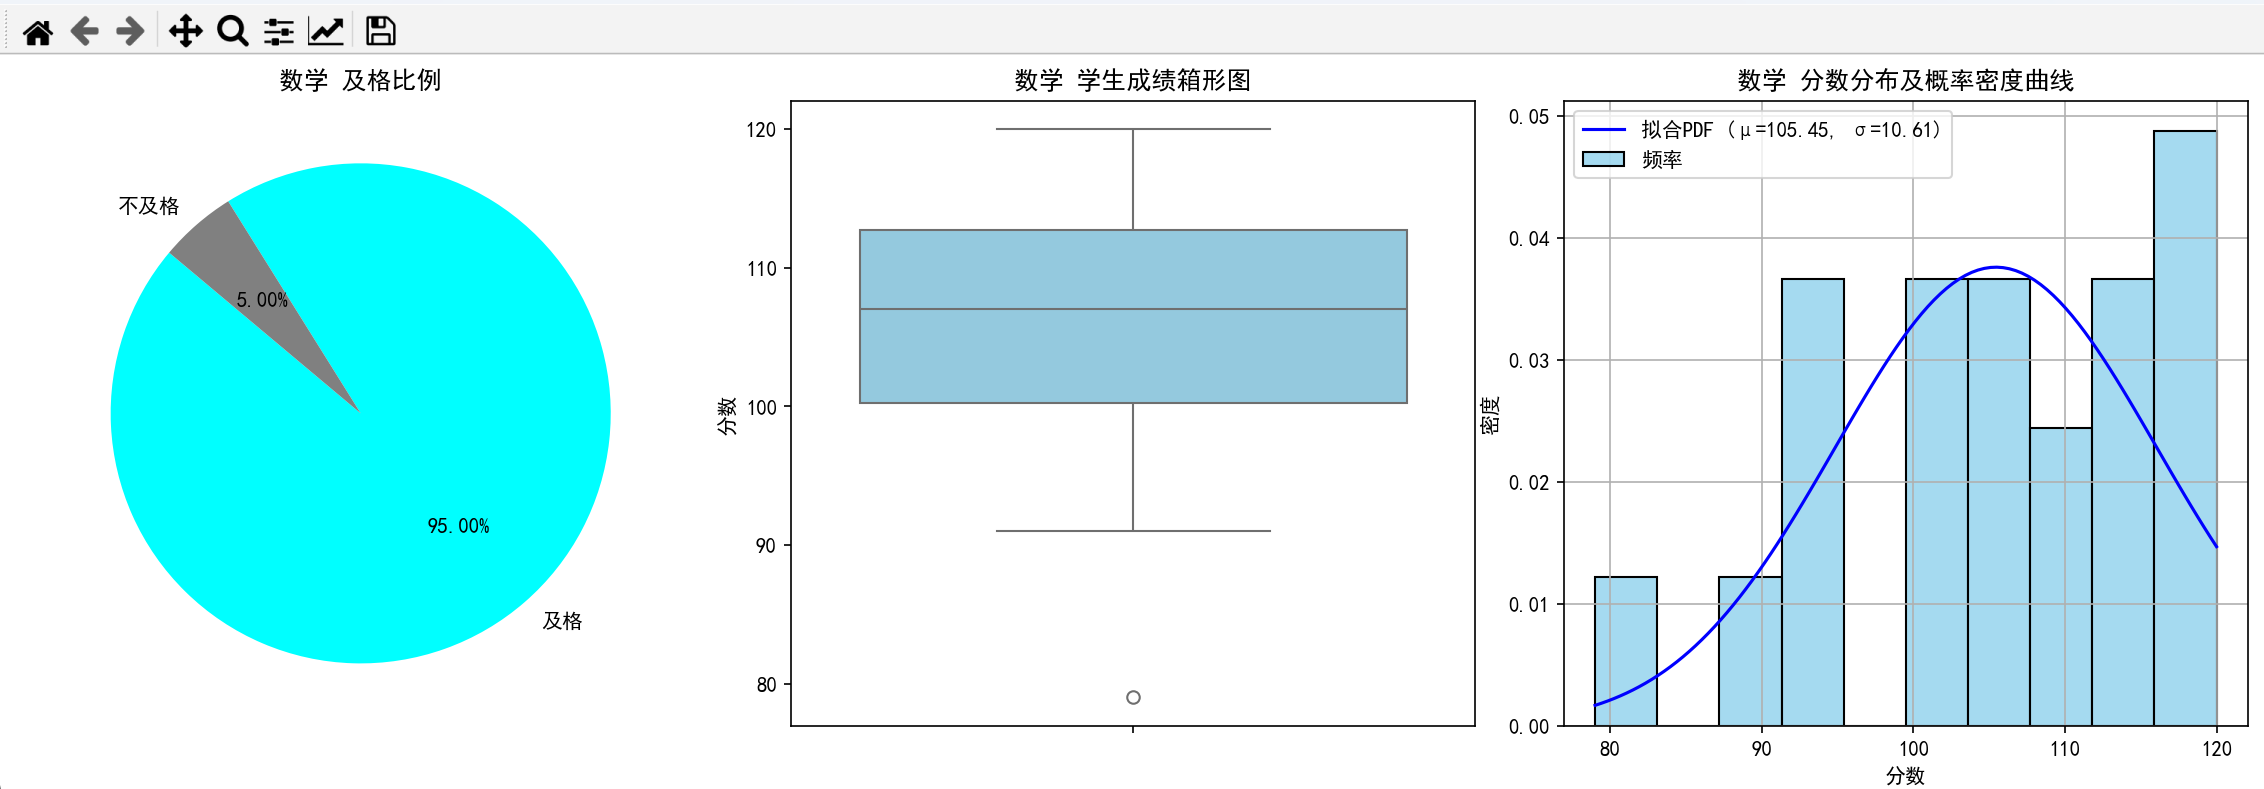 数学 及格比例
不及格
5.00%
95.00%
及格
数学 学生成绩箱形图
120
110
100
90
80
分数
数学 分数分布及概率密度曲线
拟合PDF (μ=105.45, σ=10.61)
频率
0.05
0.04
0.03
0.02
0.01
0.00
密度
80 90 100 110 120
分数